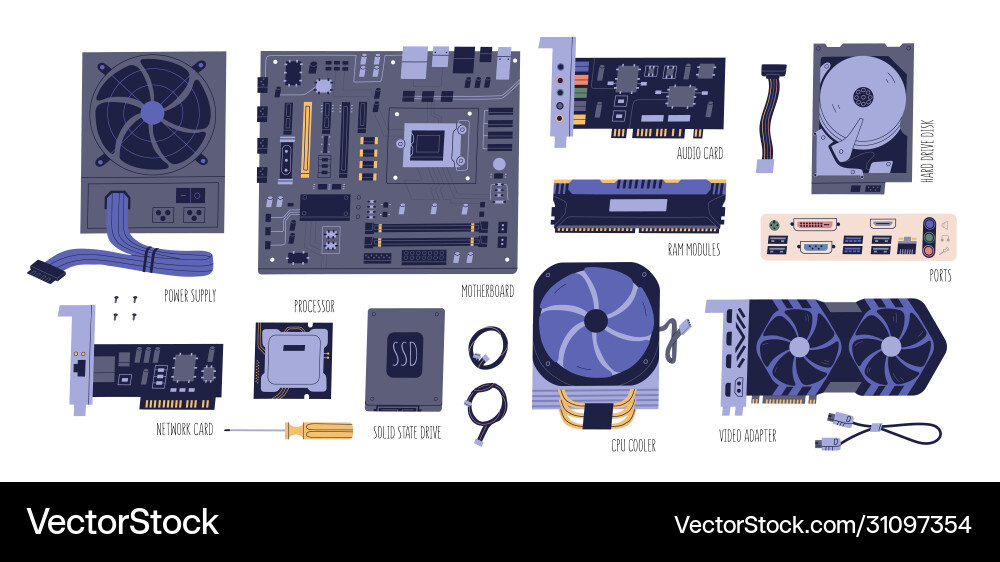 AUDIO CARD
HARD DRIVE DISK
RAM MODULES
PORTS
POWER SUPPLY
MOTHERBOARD
PROCESSOR
SSD
NETWORK CARD
SOLID STATE DRIVE
CPU COOLER
VIDEO ADAPTER
VectorStock
VectorStock.com/31097354